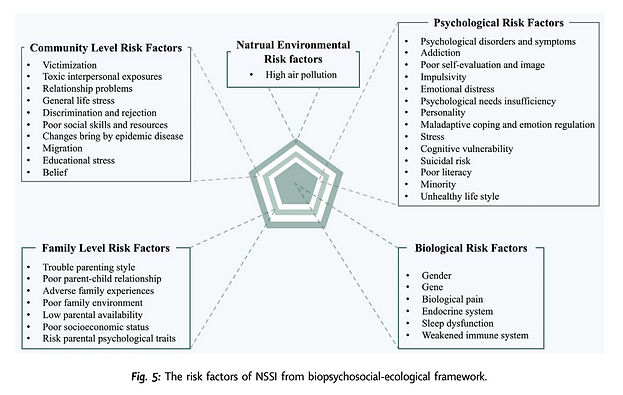 Community Level Risk Factors
• Victimization
• Toxic interpersonal exposures
• Relationship problems
• General life stress
• Discrimination and rejection
• Poor social skills and resources
• Changes bring by epidemic disease
• Migration
• Educational stress
• Belief
Natrual Environmental
Risk factors
• High air pollution
Psychological Risk Factors
• Psychological disorders and symptoms
• Addiction
• Poor self-evaluation and image
• Impulsivity
• Emotional distress
• Psychological needs insufficiency
• Personality
• Maladaptive coping and emotion regulation
• Stress
• Cognitive vulnerability
• Suicidal risk
• Poor literacy
• Minority
• Unhealthy life style
Family Level Risk Factors
• Trouble parenting style
• Poor parent-child relationship
• Adverse family experiences
• Poor family environment
• Low parental availability
• Poor socioeconomic status
• Risk parental psychological traits
Biological Risk Factors
• Gender
• Gene
• Biological pain
• Endocrine system
• Sleep dysfunction
• Weakened immune system
Fig. 5: The risk factors of NSSI from biopsychosocial-ecological framework.